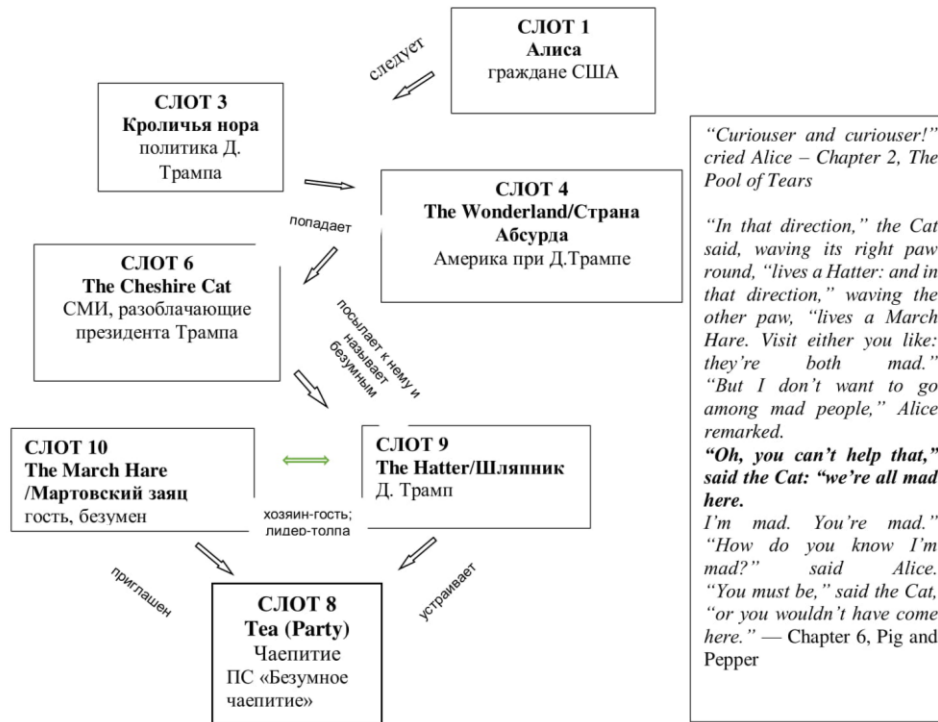 СЛОТ 1
Алиса
граждане США
следует
СЛОТ 3
Кроличья нора
политика Д.
Трампа
СЛОТ 4
The Wonderland/Страна
Абсурда
Америка при Д.Трампе
попадает
СЛОТ 6
The Cheshire Cat
СМИ, разоблачающие
президента Трампа
посылает к нему и
называет
безумным
СЛОТ 10
The March Hare
/Мартовский заяц
гость, безумен
СЛОТ 9
The Hatter/Шляпник
Д. Трамп
хозяин-гость;
лидер-толпа
приглашен
устраивает
СЛОТ 8
Tea (Party)
Чаепитие
ПС «Безумное
чаепитие»
“Curiouser and curiouser!”
cried Alice – Chapter 2, The
Pool of Tears
“In that direction,” the Cat
said, waving its right paw
round, “lives a Hatter: and in
that direction,” waving the
other paw, “lives a March
Hare. Visit either you like:
they’re both mad.”
“But I don’t want to go
among mad people,” Alice
remarked.
“Oh, you can’t help that,”
said the Cat: “we’re all mad
here.
I’m mad. You’re mad.”
“How do you know I’m
mad?” said Alice.
“You must be,” said the Cat,
“or you wouldn’t have come
here.” — Chapter 6, Pig and
Pepper